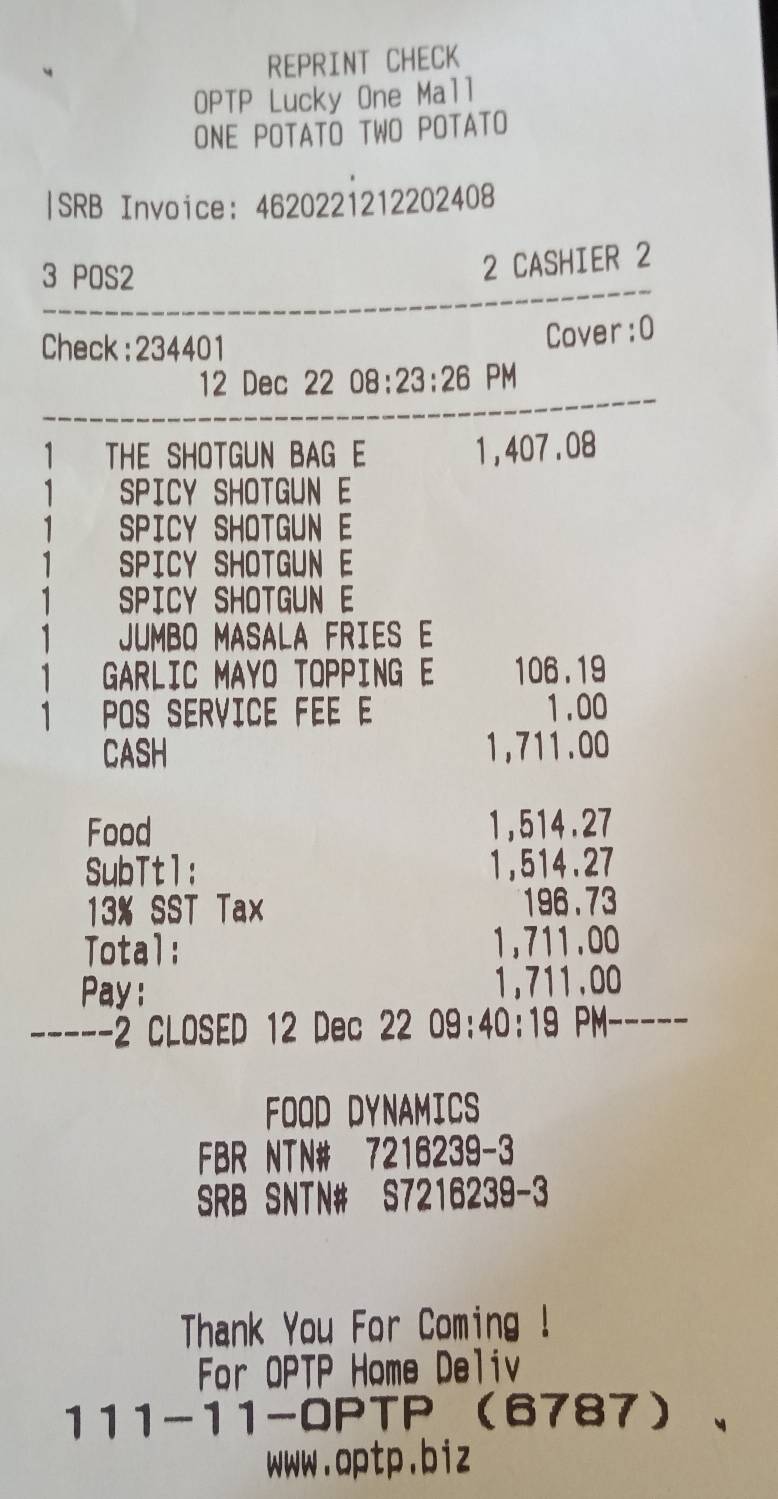 REPRINT CHECK
OPTP Lucky One Mall
ONE POTATO TWO POTATO
|SRB Invoice: 4620221212202408
3 POS2 2 CASHIER 2
----------------------------------------
Check:234401 Cover:0
12 Dec 22 08:23:26 PM
----------------------------------------
1 THE SHOTGUN BAG E 1,407.08
1 SPICY SHOTGUN E
1 SPICY SHOTGUN E
1 SPICY SHOTGUN E
1 SPICY SHOTGUN E
1 JUMBO MASALA FRIES E
1 GARLIC MAYO TOPPING E 106.19
1 POS SERVICE FEE E 1.00
CASH 1,711.00
Food 1,514.27
SubTtl: 1,514.27
13% SST Tax 196.73
Total: 1,711.00
Pay: 1,711.00
-----2 CLOSED 12 Dec 22 09:40:19 PM-----
FOOD DYNAMICS
FBR NTN# 7216239-3
SRB SNTN# S7216239-3
Thank You For Coming !
For OPTP Home Deliv
111-11-OPTP (6787)
www.optp.biz